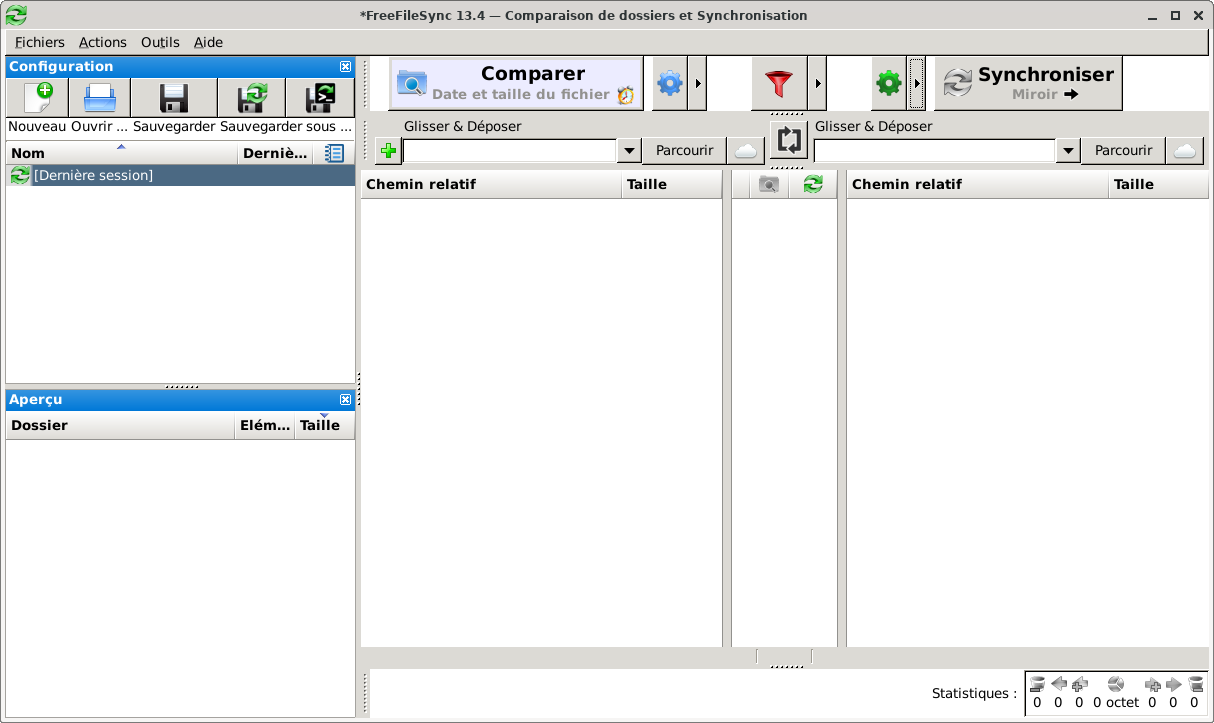 *FreeFileSync 13.4 — Comparaison de dossiers et Synchronisation
Fichiers Actions Outils Aide
Configuration
Nouveau Ouvrir ... Sauvegarder Sauvegarder sous ...
Nom Derniè...
[Dernière session]
Aperçu
Dossier Elém... Taille
Comparer
Date et taille du fichier
Synchroniser
Miroir
Glisser & Déposer
Parcourir
Glisser & Déposer
Parcourir
Chemin relatif Taille
Chemin relatif Taille
Statistiques :
0 0 0 0 octet 0 0 0